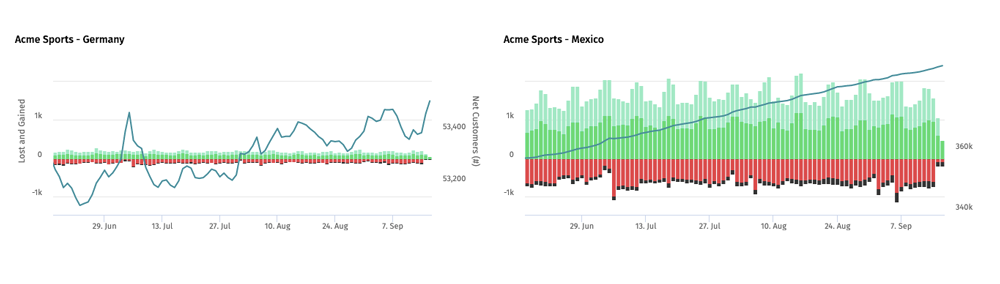 Acme Sports - Germany
Lost and Gained
1k
0
-1k
Net Customers (#)
53,400
53,200
29. Jun
13. Jul
27. Jul
10. Aug
24. Aug
7. Sep
Acme Sports - Mexico
1k
0
-1k
360k
340k
29. Jun
13. Jul
27. Jul
10. Aug
24. Aug
7. Sep